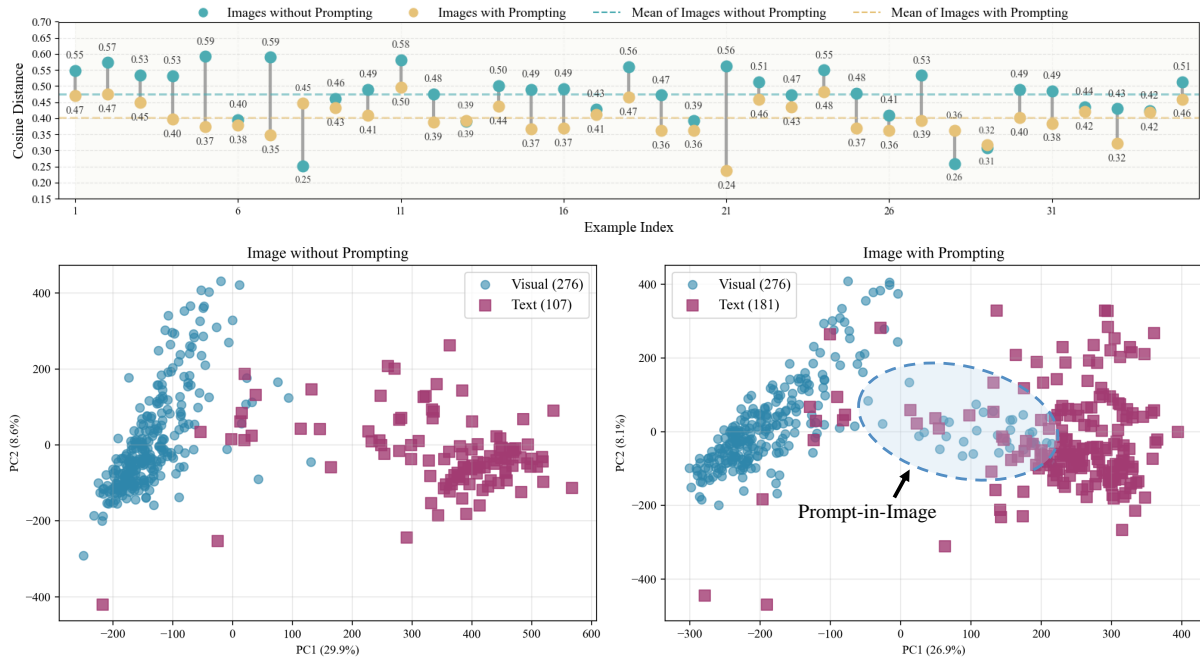 Images without Prompting Images with Prompting Mean of Images without Prompting Mean of Images with Prompting
Cosine Distance
0.70
0.65
0.60
0.55
0.50
0.45
0.40
0.35
0.30
0.25
0.20
0.15
0.55 0.57 0.53 0.53 0.59 0.40 0.59 0.45 0.46 0.49 0.58 0.48 0.39 0.50 0.49 0.49 0.43 0.56 0.47 0.39 0.56 0.51 0.47 0.55 0.48 0.41 0.53 0.36 0.32 0.49 0.49 0.44 0.43 0.42 0.51
0.47 0.47 0.45 0.40 0.37 0.38 0.35 0.25 0.43 0.41 0.50 0.39 0.39 0.44 0.37 0.37 0.41 0.47 0.36 0.36 0.24 0.46 0.43 0.48 0.37 0.36 0.39 0.26 0.31 0.40 0.38 0.42 0.32 0.42 0.46
1 6 11 16 21 26 31
Example Index
Image without Prompting
Visual (276)
Text (107)
PC2 (8.6%)
400
200
0
−200
−400
−200 −100 0 100 200 300 400 500 600
PC1 (29.9%)
Image with Prompting
Visual (276)
Text (181)
PC2 (8.1%)
400
200
0
−200
−400
Prompt-in-Image
−300 −200 −100 0 100 200 300 400
PC1 (26.9%)